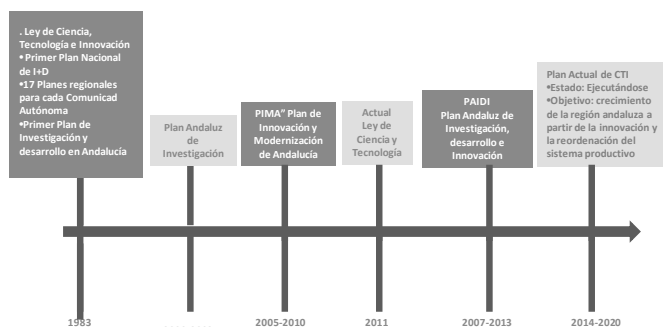 . Ley de Ciencia,
Tecnología e Innovación
•Primer Plan Nacional
de I+D
•17 Planes regionales
para cada Comunicad
Autónoma
•Primer Plan de
Investigación y
desarrollo en Andalucía
Plan Andaluz
de
Investigación
PIMA" Plan de
Innovación y
Modernización
de Andalucía
Actual
Ley de
Ciencia y
Tecnología
PAIDI
Plan Andaluz de
Investigación,
desarrollo e
Innovación
Plan Actual de CTI
•Estado: Ejecutándose
•Objetivo: crecimiento
de la región andaluza a
partir de la innovación y
la reordenación del
sistema productivo
1983
2005-2010
2011
2007-2013
2014-2020